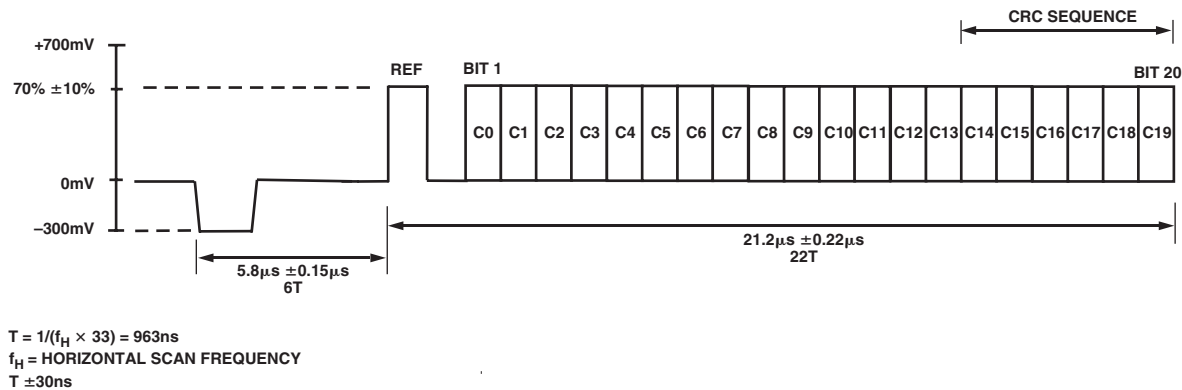 CRC SEQUENCE
+700mV
REF
BIT 1
BIT 20
70% ±10%
C0 C1 C2 C3 C4 C5 C6 C7 C8 C9 C10 C11 C12 C13 C14 C15 C16 C17 C18 C19
0mV
–300mV
21.2µs ±0.22µs
22T
5.8µs ±0.15µs
6T
T = 1/(fH × 33) = 963ns
fH = HORIZONTAL SCAN FREQUENCY
T ±30ns